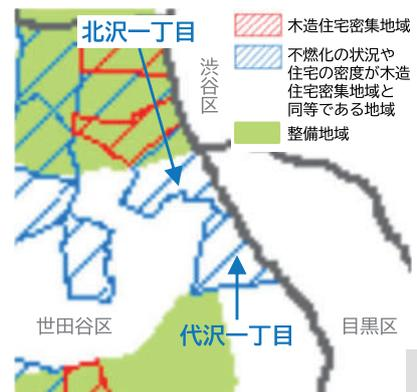 北沢一丁目
木造住宅密集地域
不燃化の状況や
住宅の密度が木造
住宅密集地域と
同等である地域
整備地域
渋谷区
世田谷区
代沢一丁目
目黒区